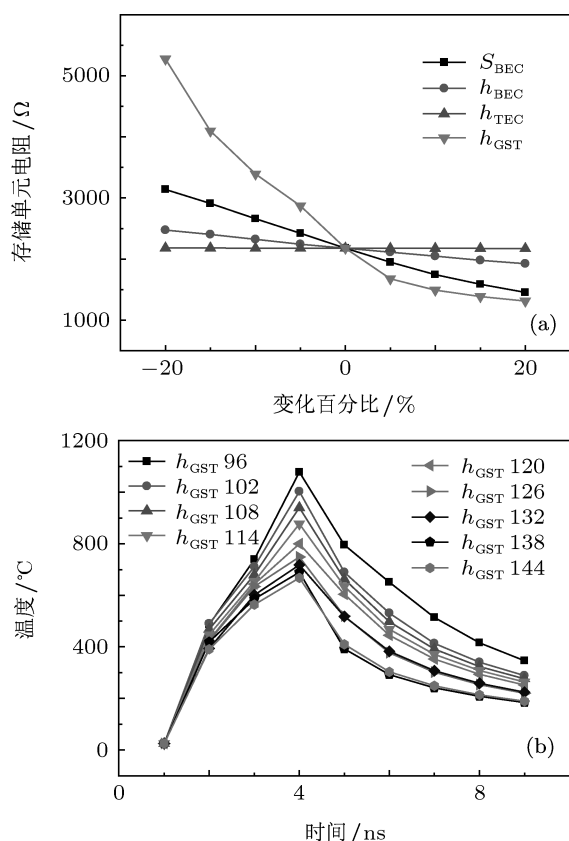 5000
3000
1000
存储单元电阻/Ω
S_BEC
h_BEC
h_TEC
h_GST
(a)
−20
0
20
变化百分比/%
1200
800
400
0
温度/℃
h_GST 96
h_GST 102
h_GST 108
h_GST 114
h_GST 120
h_GST 126
h_GST 132
h_GST 138
h_GST 144
(b)
0
4
8
时间/ns